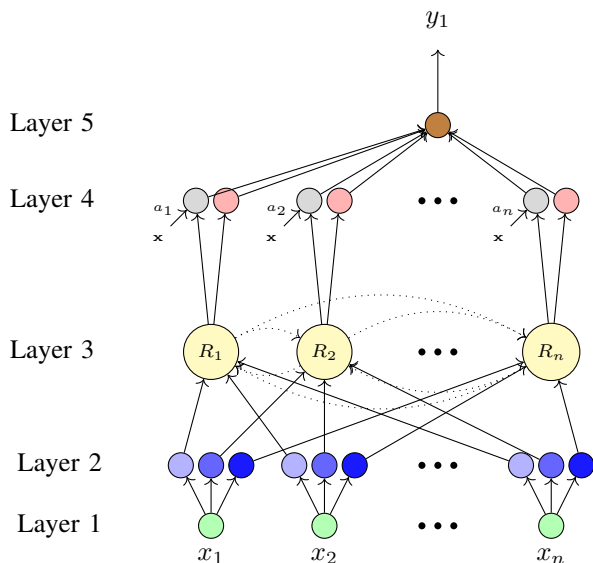 y₁
Layer 5
Layer 4
a₁ a₂ ••• aₙ
x x x
Layer 3 R₁ R₂ ••• Rₙ
Layer 2 •••
Layer 1 •••
x₁ x₂ xₙ